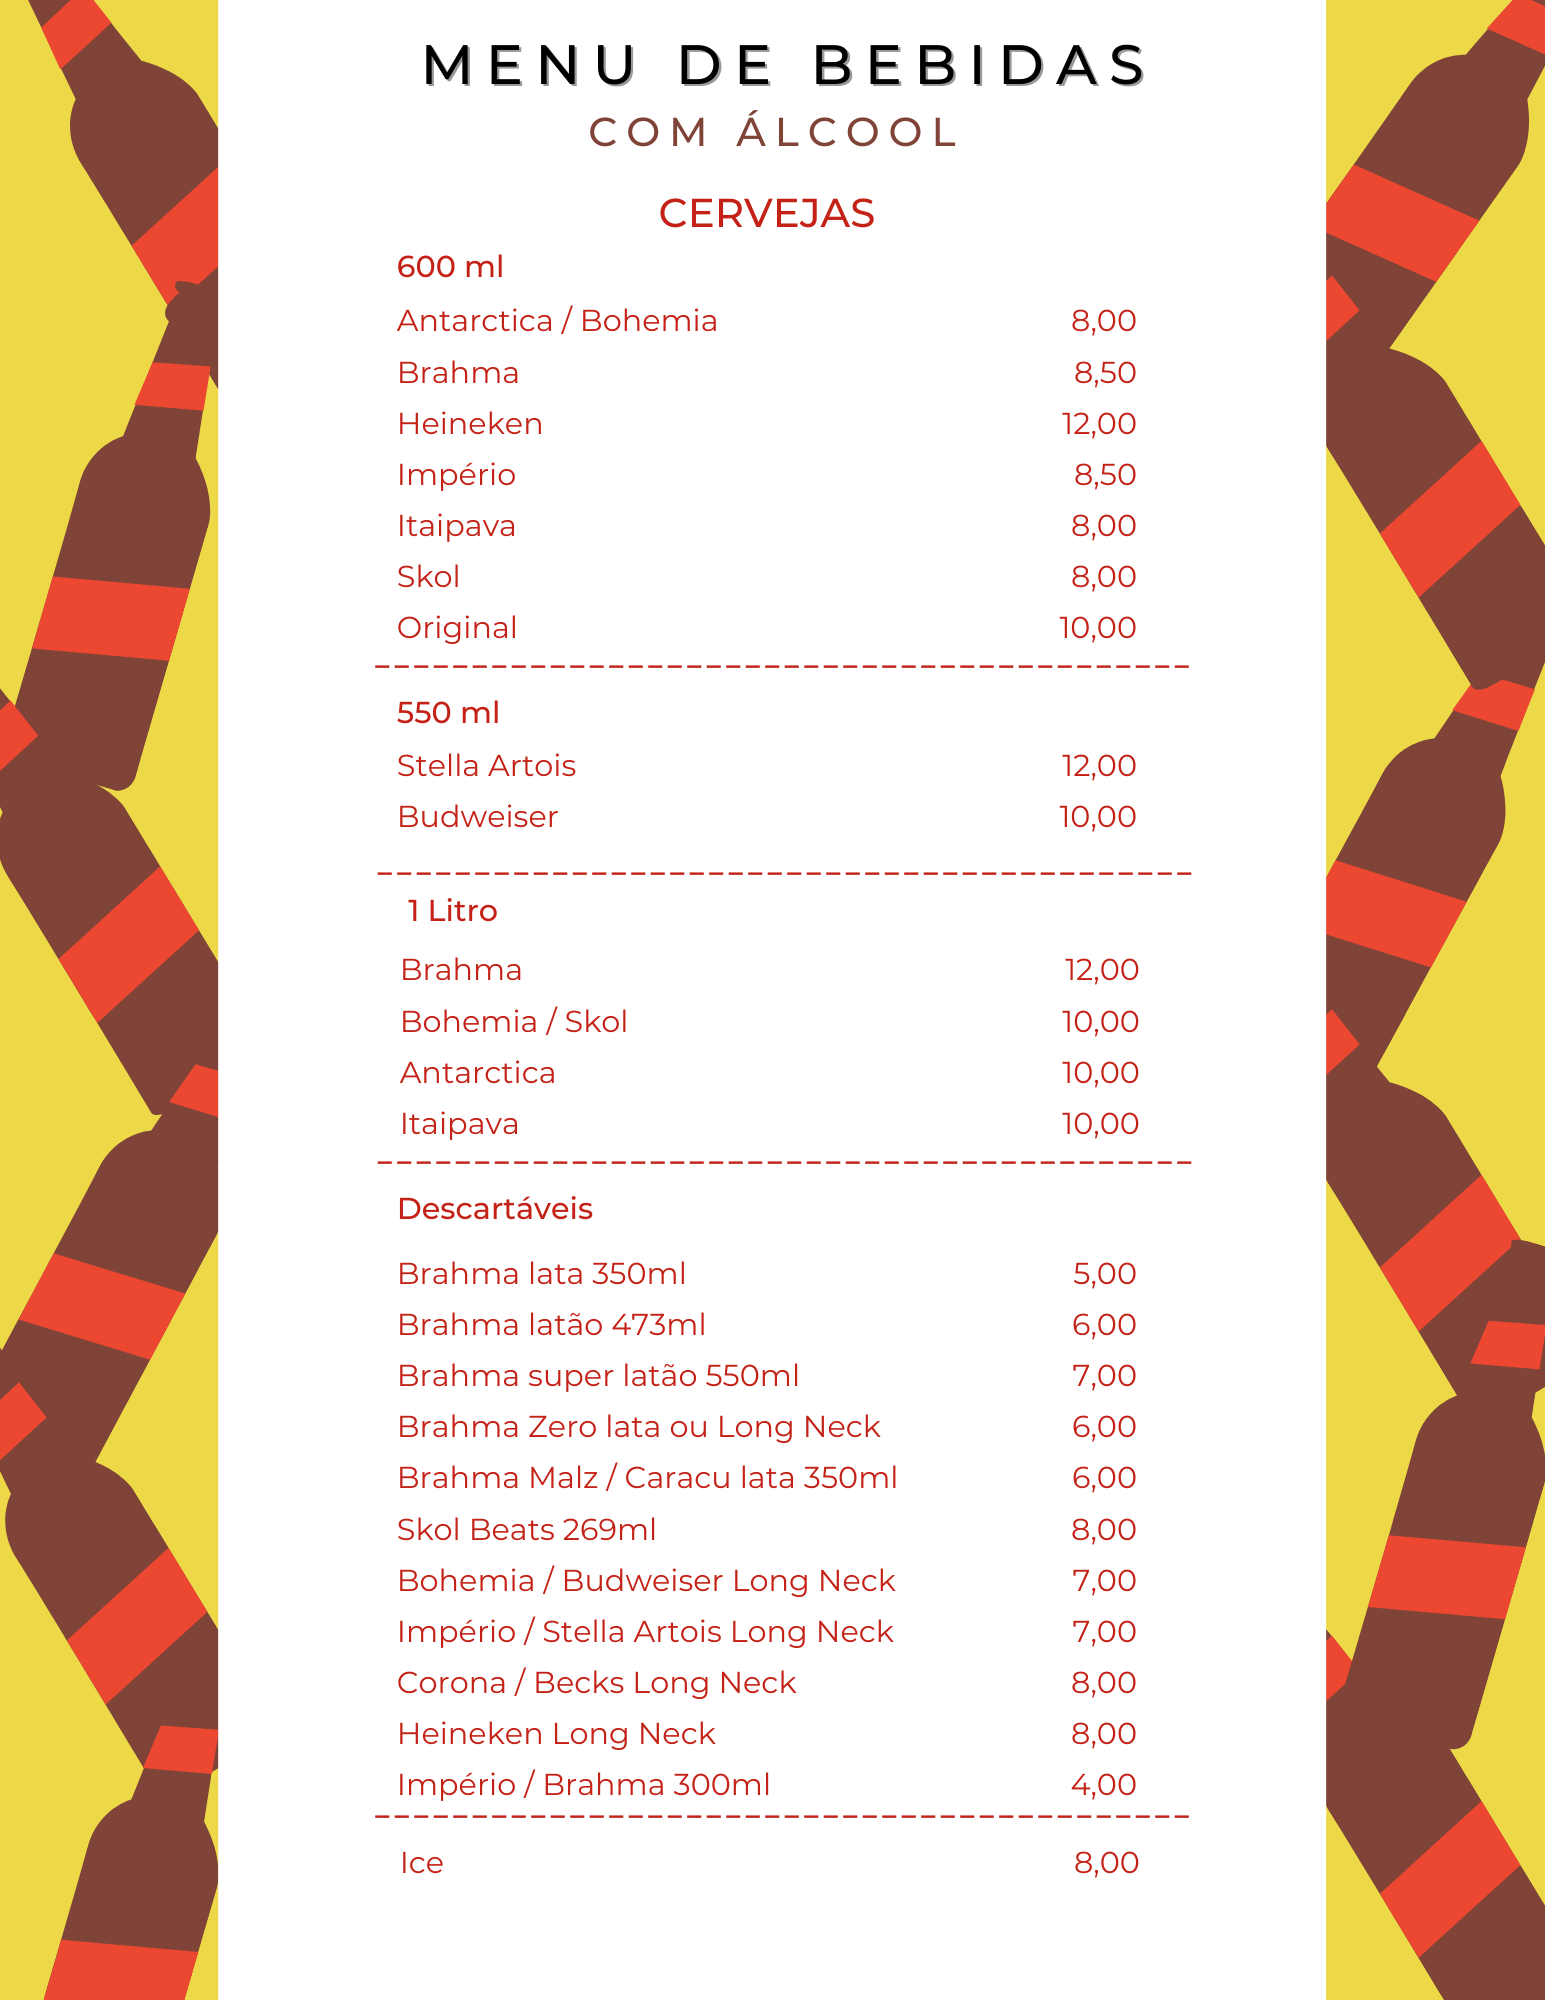 MENU DE BEBIDAS
COM ÁLCOOL
CERVEJAS
600 ml
Antarctica / Bohemia 8,00
Brahma 8,50
Heineken 12,00
Império 8,50
Itaipava 8,00
Skol 8,00
Original 10,00
550 ml
Stella Artois 12,00
Budweiser 10,00
1 Litro
Brahma 12,00
Bohemia / Skol 10,00
Antarctica 10,00
Itaipava 10,00
Descartáveis
Brahma lata 350ml 5,00
Brahma latão 473ml 6,00
Brahma super latão 550ml 7,00
Brahma Zero lata ou Long Neck 6,00
Brahma Malz / Caracu lata 350ml 6,00
Skol Beats 269ml 8,00
Bohemia / Budweiser Long Neck 7,00
Império / Stella Artois Long Neck 7,00
Corona / Becks Long Neck 8,00
Heineken Long Neck 8,00
Império / Brahma 300ml 4,00
Ice 8,00